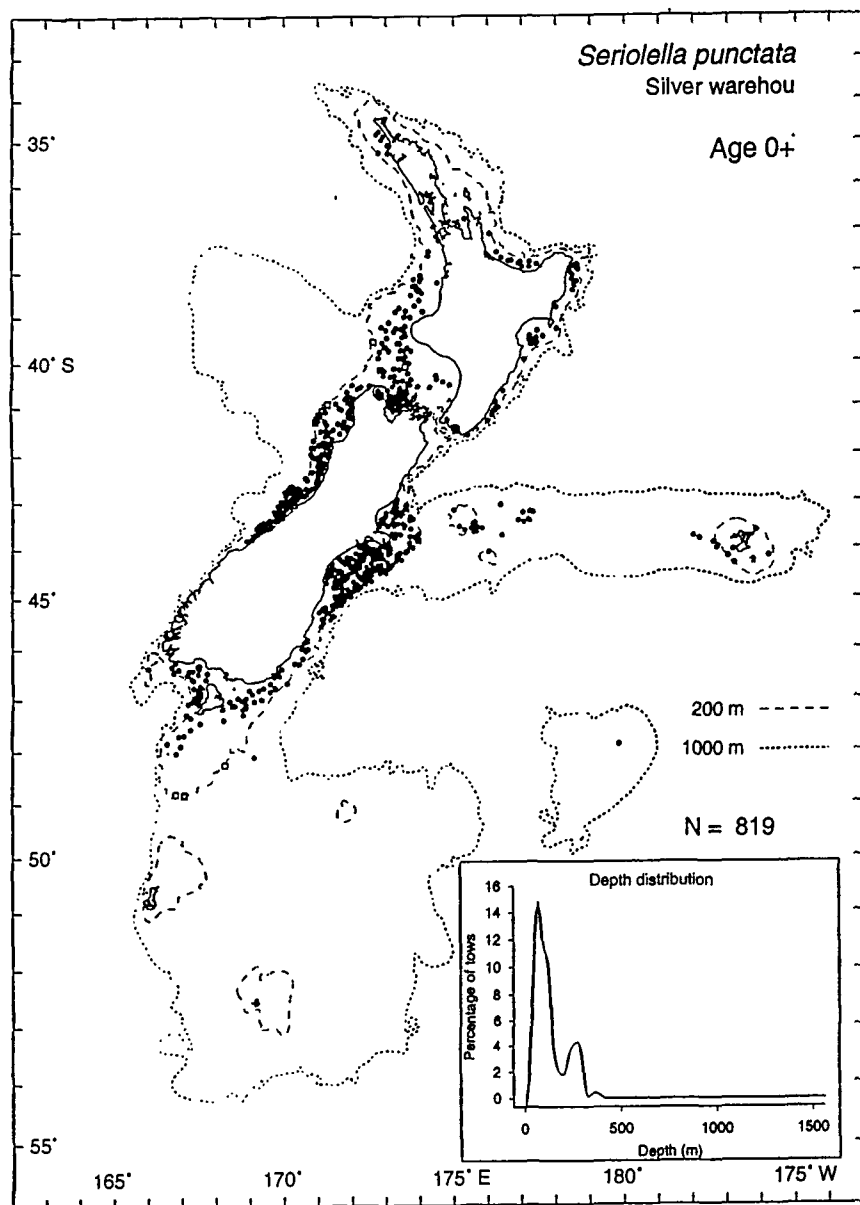 Seriolella punctata
Silver warehou
Age 0+
35°
40° S
45°
200 m
1000 m
N = 819
50°
Depth distribution
16
14
12
10
8
6
4
2
0
Percentage of tows
0
500
1000
1500
Depth (m)
55°
165°
170°
175° E
180°
175° W